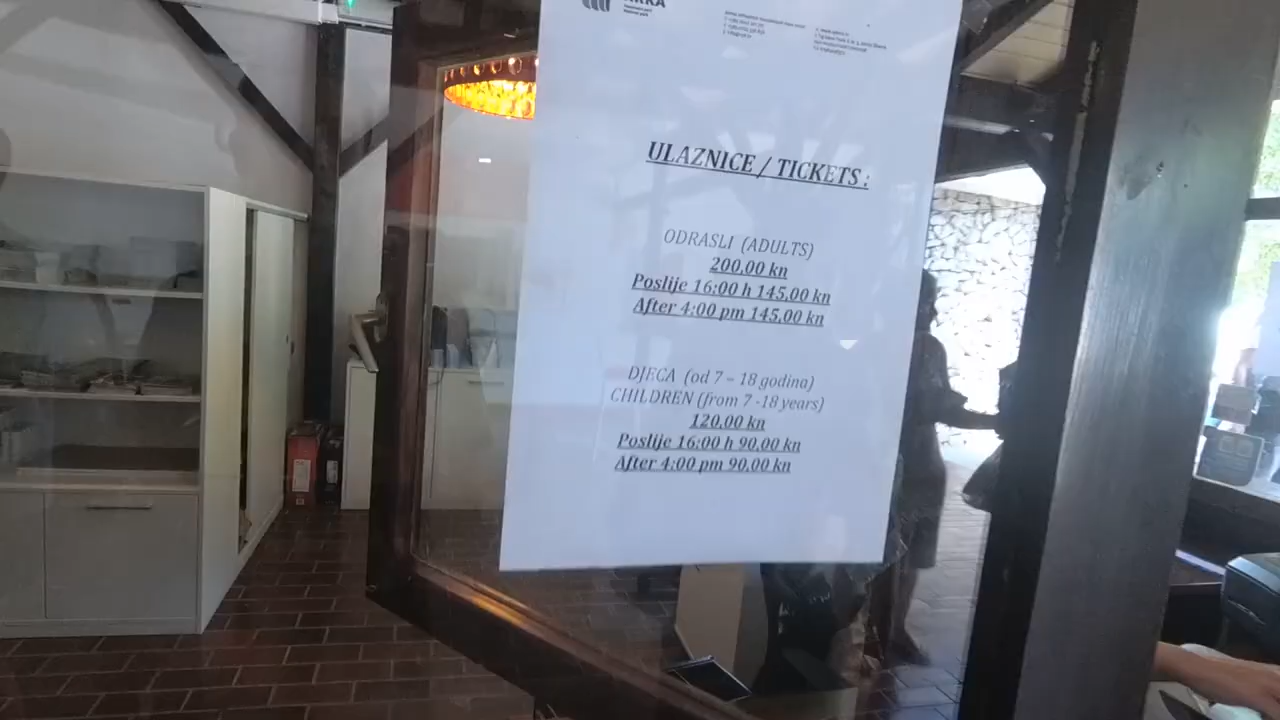 ULAZNICE / TICKETS :
ODRASLI (ADULTS)
200,00 kn
Poslije 16:00 h 145,00 kn
After 4:00 pm 145,00 kn
DJECA (od 7 – 18 godina)
CHILDREN (from 7 -18 years)
120,00 kn
Poslije 16:00 h 90,00 kn
After 4:00 pm 90,00 kn